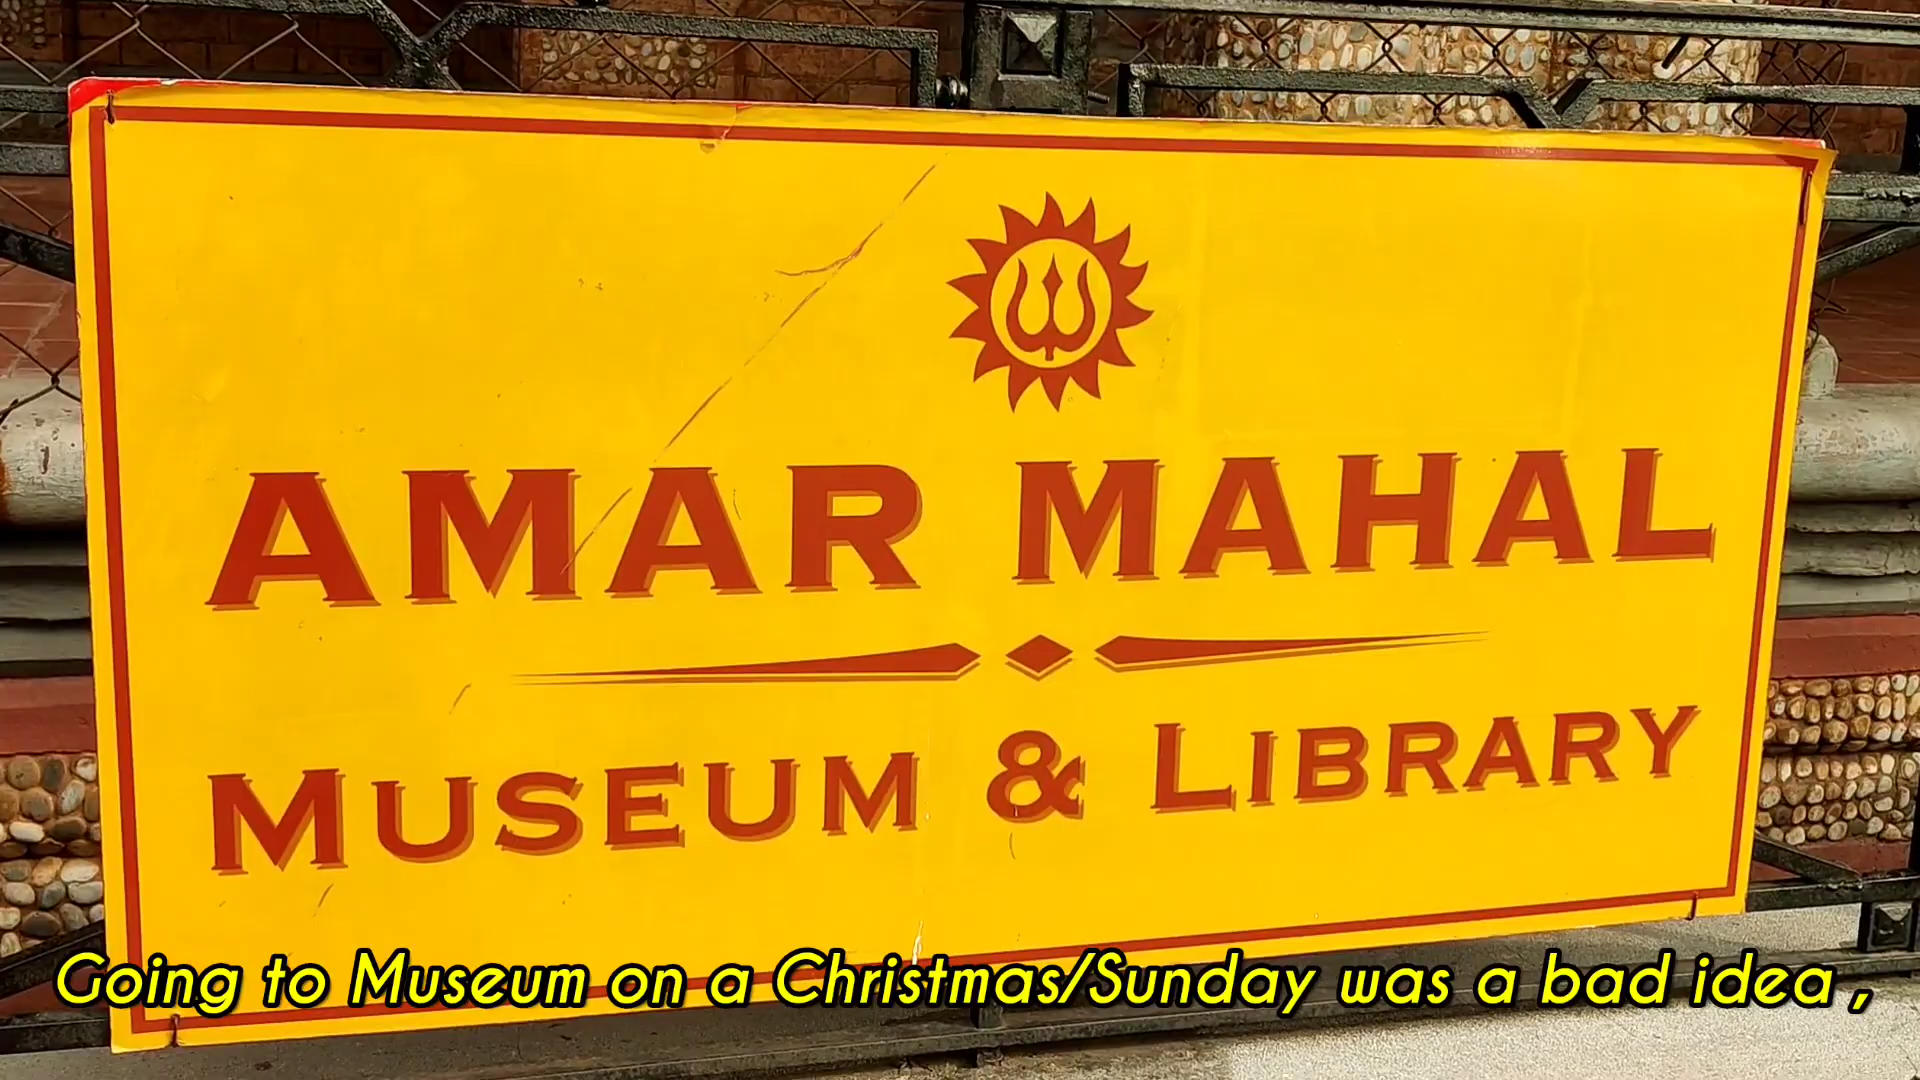 AMAR MAHAL
MUSEUM & LIBRARY
Going to Museum on a Christmas/Sunday was a bad idea ,